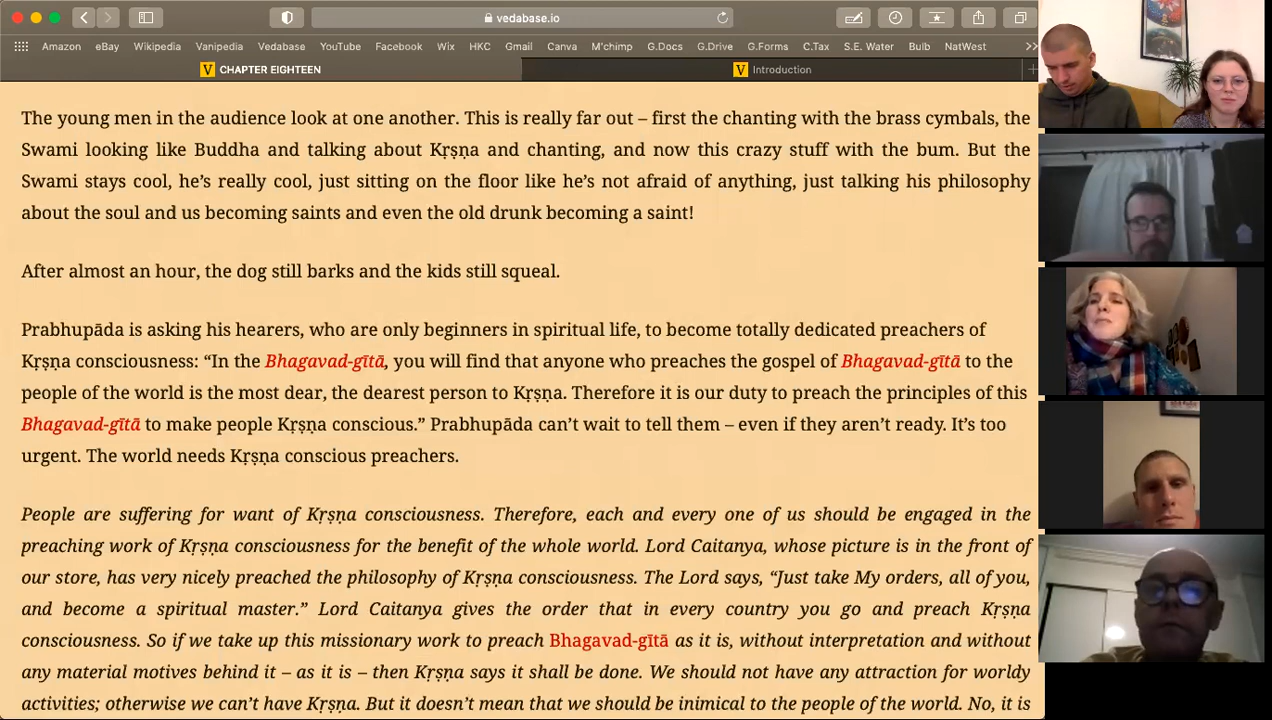 vedabase.io
Amazon eBay Wikipedia Vanipedia Vedabase YouTube Facebook Wix HKC Gmail Canva M'chimp G.Docs G.Drive G.Forms C.Tax S.E. Water Bulb NatWest >>
V CHAPTER EIGHTEEN V Introduction +
The young men in the audience look at one another. This is really far out – first the chanting with the brass cymbals, the
Swami looking like Buddha and talking about Kṛṣṇa and chanting, and now this crazy stuff with the bum. But the
Swami stays cool, he’s really cool, just sitting on the floor like he’s not afraid of anything, just talking his philosophy
about the soul and us becoming saints and even the old drunk becoming a saint!
After almost an hour, the dog still barks and the kids still squeal.
Prabhupāda is asking his hearers, who are only beginners in spiritual life, to become totally dedicated preachers of
Kṛṣṇa consciousness: “In the Bhagavad-gītā, you will find that anyone who preaches the gospel of Bhagavad-gītā to the
people of the world is the most dear, the dearest person to Kṛṣṇa. Therefore it is our duty to preach the principles of this
Bhagavad-gītā to make people Kṛṣṇa conscious.” Prabhupāda can’t wait to tell them – even if they aren’t ready. It’s too
urgent. The world needs Kṛṣṇa conscious preachers.
People are suffering for want of Kṛṣṇa consciousness. Therefore, each and every one of us should be engaged in the
preaching work of Kṛṣṇa consciousness for the benefit of the whole world. Lord Caitanya, whose picture is in the front of
our store, has very nicely preached the philosophy of Kṛṣṇa consciousness. The Lord says, “Just take My orders, all of you,
and become a spiritual master.” Lord Caitanya gives the order that in every country you go and preach Kṛṣṇa
consciousness. So if we take up this missionary work to preach Bhagavad-gītā as it is, without interpretation and without
any material motives behind it – as it is – then Kṛṣṇa says it shall be done. We should not have any attraction for worldy
activities; otherwise we can’t have Kṛṣṇa. But it doesn’t mean that we should be inimical to the people of the world. No, it is